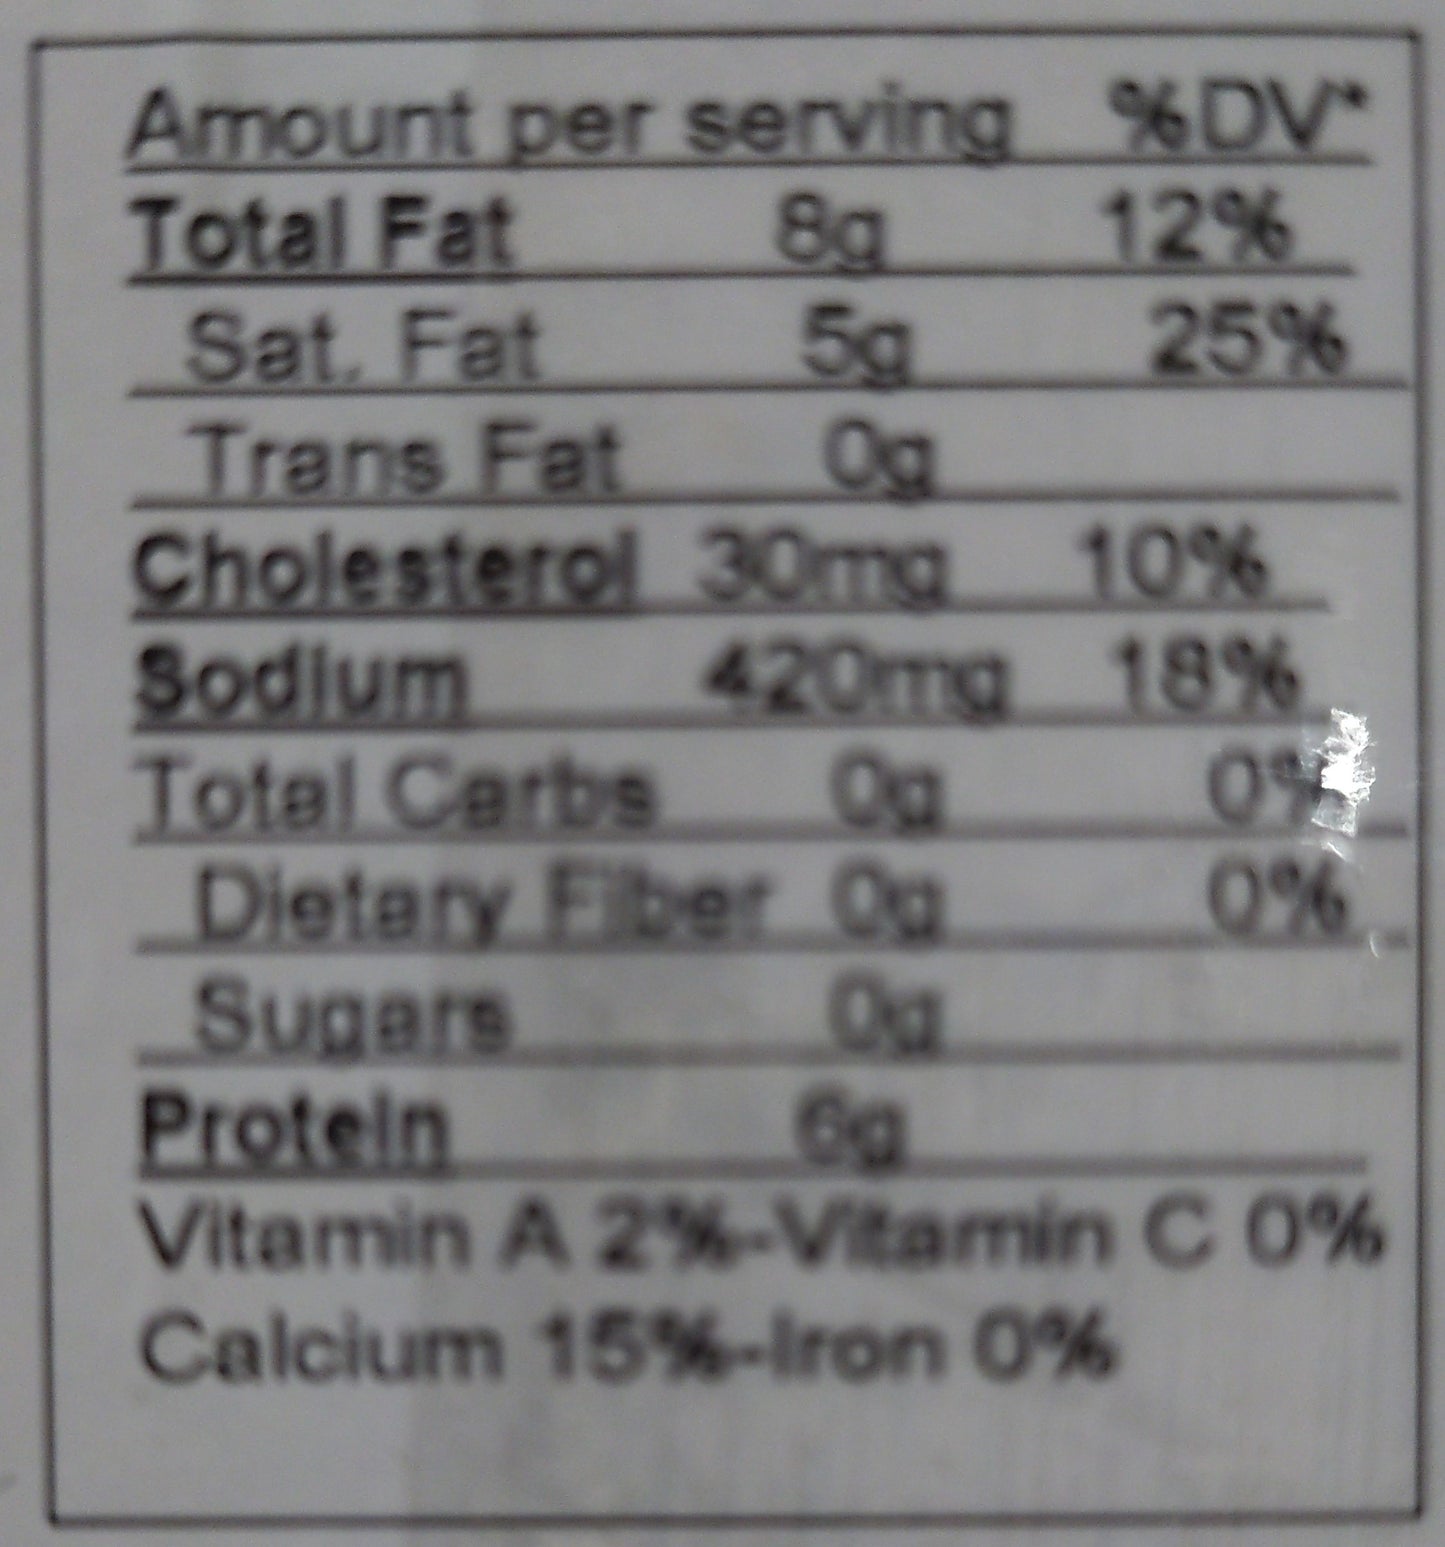 Amount per serving %DV*
Total Fat 8g 12%
Sat. Fat 5g 25%
Trans Fat 0g
Cholesterol 30mg 10%
Sodium 420mg 18%
Total Carbs 0g 0%
Dietary Fiber 0g 0%
Sugars 0g
Protein 6g
Vitamin A 2%-Vitamin C 0%
Calcium 15%-Iron 0%